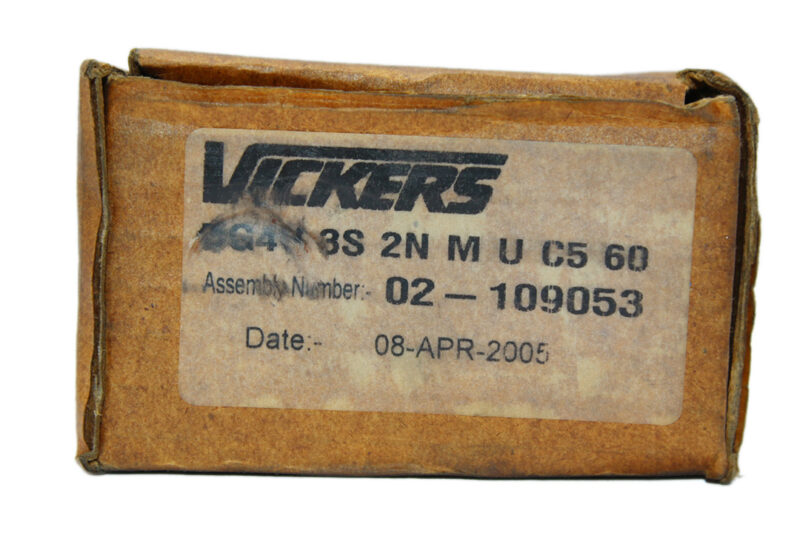 VICKERS
3S 2N M U C5 60
Assembly Number:- 02-109053
Date:- 08-APR-2005